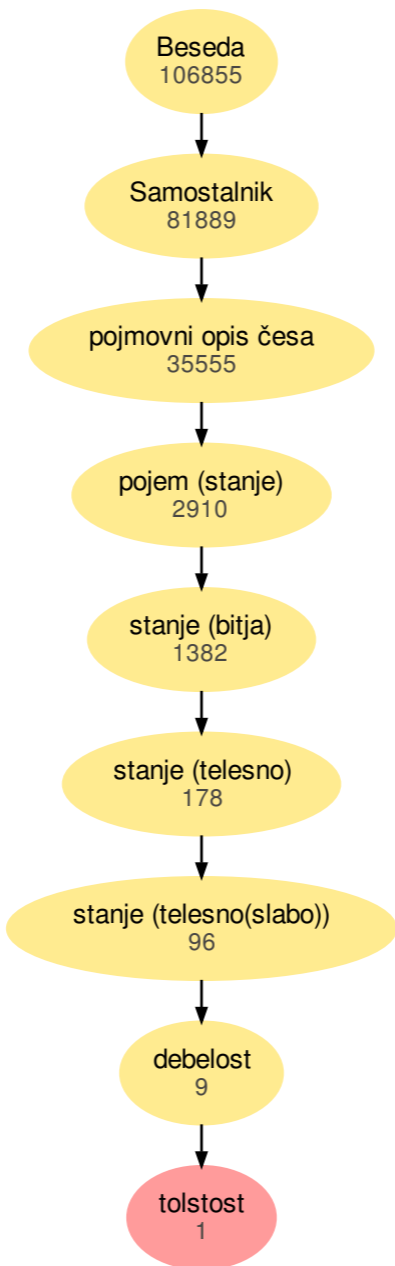 Beseda
106855
Samostalnik
81889
pojmovni opis česa
35555
pojem (stanje)
2910
stanje (bitja)
1382
stanje (telesno)
178
stanje (telesno(slabo))
96
debelost
9
tolstost
1